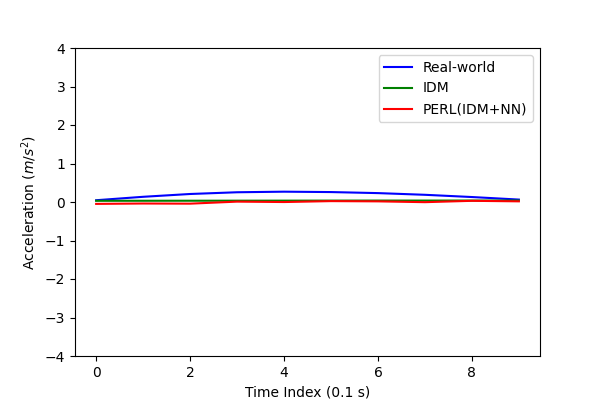 4
3
2
1
0
−1
−2
−3
−4
Acceleration (m/s²)
Real-world
IDM
PERL(IDM+NN)
0 2 4 6 8
Time Index (0.1 s)